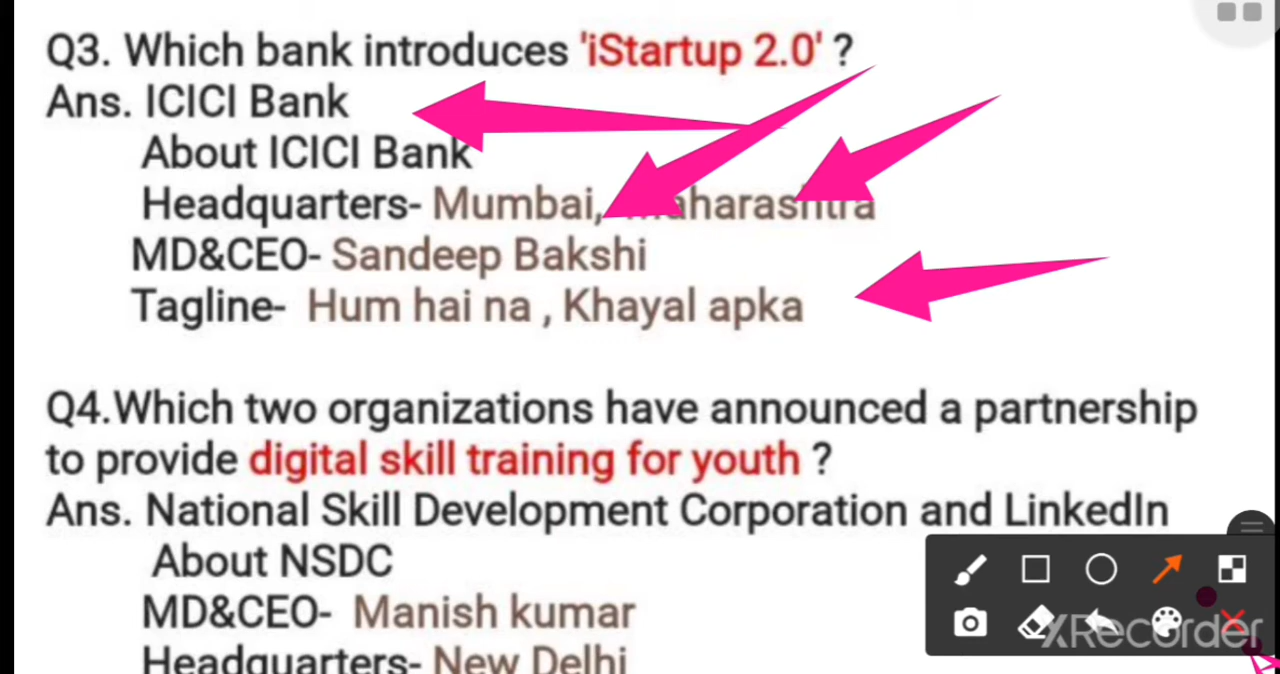 Q3. Which bank introduces 'iStartup 2.0' ?
Ans. ICICI Bank
About ICICI Bank
Headquarters- Mumbai, Maharashtra
MD&CEO- Sandeep Bakshi
Tagline- Hum hai na , Khayal apka
Q4.Which two organizations have announced a partnership
to provide digital skill training for youth ?
Ans. National Skill Development Corporation and LinkedIn
About NSDC
MD&CEO- Manish kumar
Headquarters- New Delhi
XRecorder